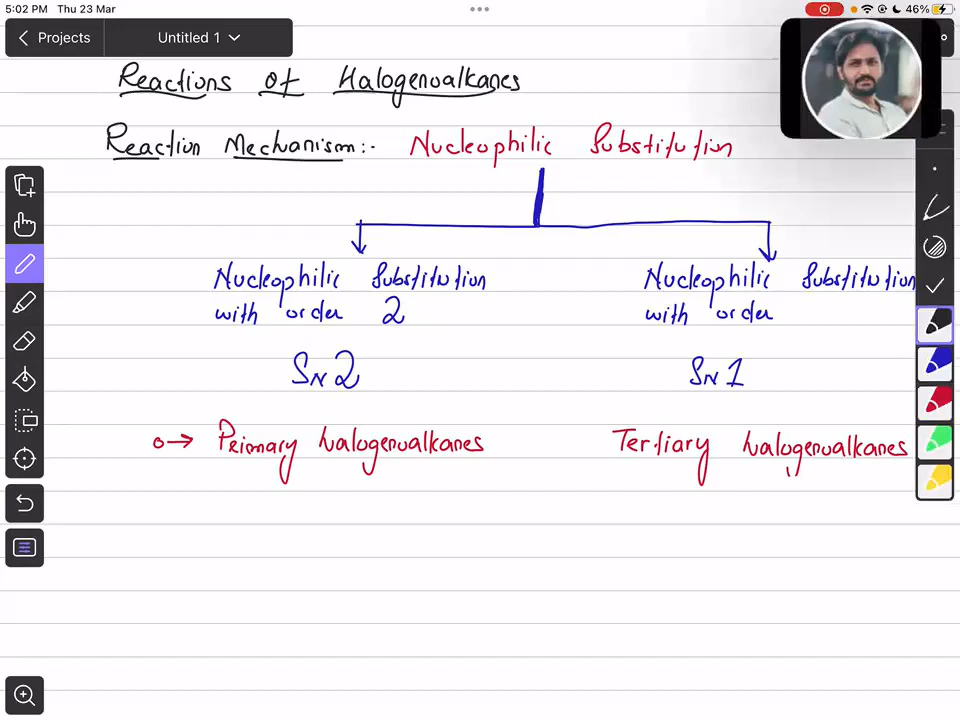 5:02 PM Thu 23 Mar
46%
Projects
Untitled 1
Reactions of Halogenoalkanes
Reaction Mechanism:- Nucleophilic Substitution
Nucleophilic Substitution
with order 2
SN2
Primary halogenoalkanes
Nucleophilic Substitution
with order
SN1
Tertiary halogenoalkanes